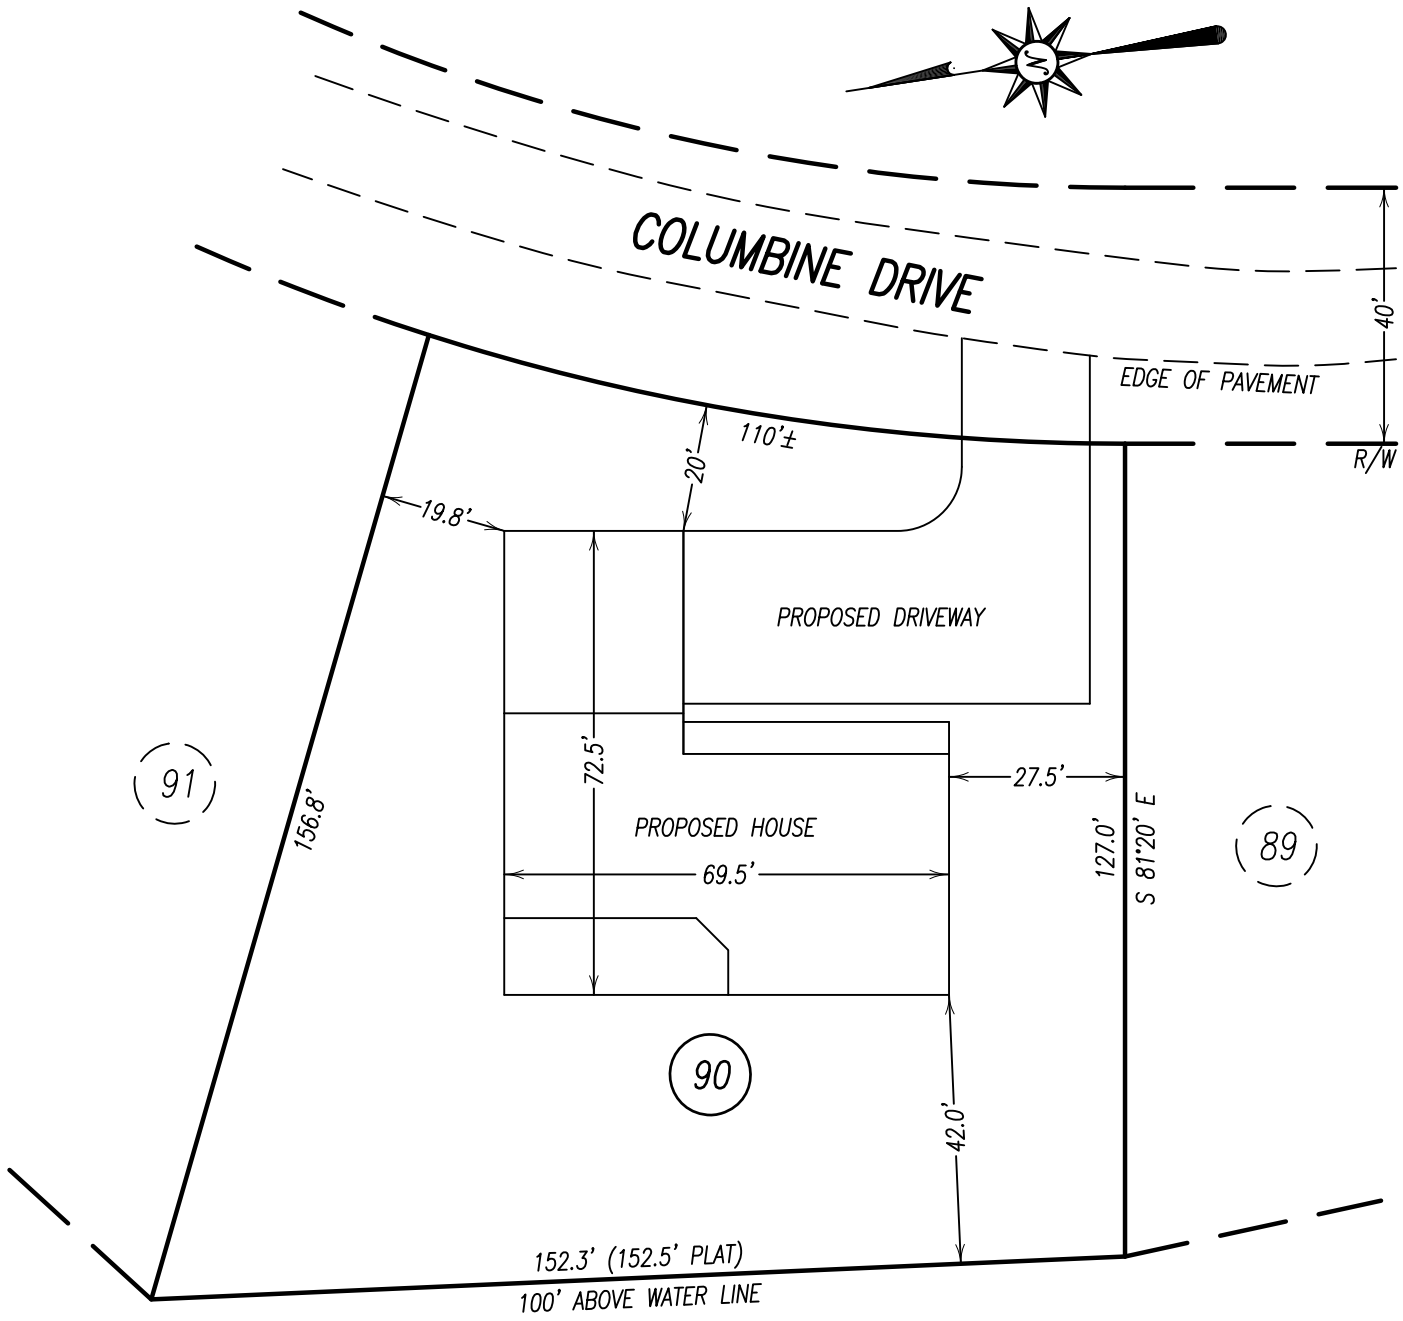 N
COLUMBINE DRIVE
40'
EDGE OF PAVEMENT
R/W
110'±
20'
19.8'
PROPOSED DRIVEWAY
72.5'
27.5'
91
156.8'
PROPOSED HOUSE
127.0'
S 81°20' E
89
69.5'
90
42.0'
152.3' (152.5' PLAT)
100' ABOVE WATER LINE